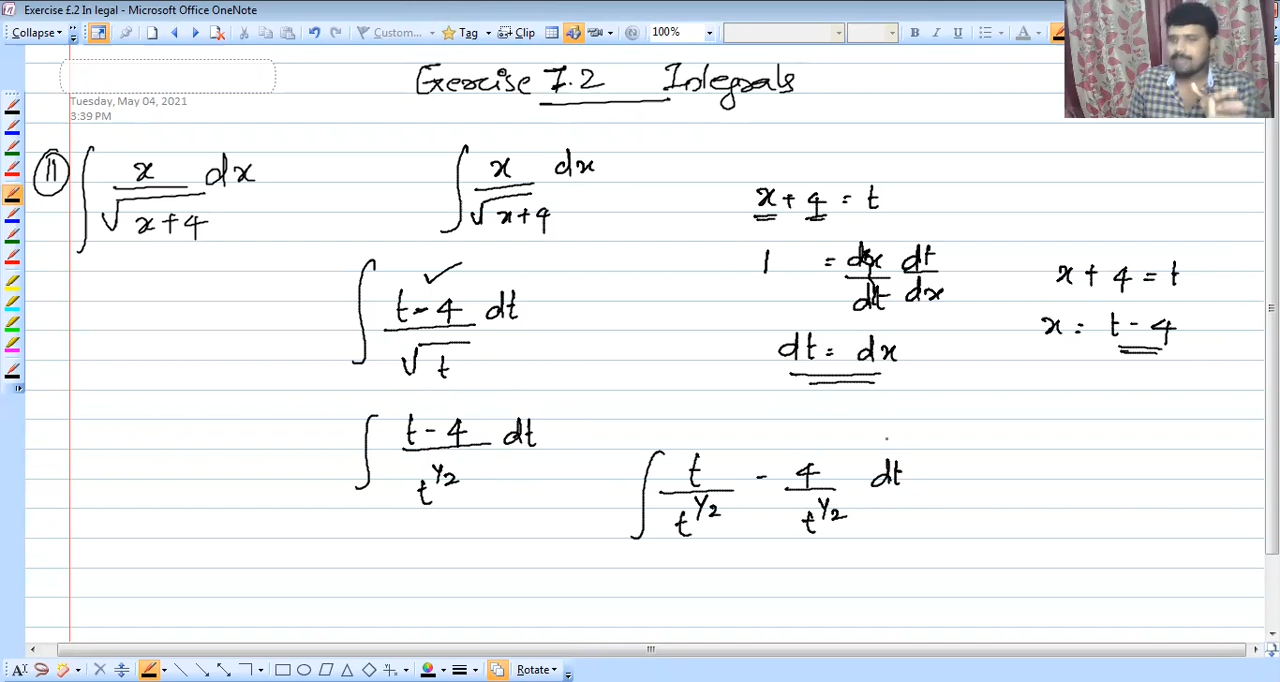 Exercise £.2 In legal - Microsoft Office OneNote
Collapse Custom... Tag Clip 100% B I U A
Exercise 7.2 Integrals
Tuesday, May 04, 2021
3:39 PM
11 ∫ x/√(x+4) dx
∫ x/√(x+4) dx
x + 4 = t
1 = dt/dx
dt = dx
x + 4 = t
x = t - 4
∫ (t-4)/√t dt ✓
∫ (t-4)/t^(1/2) dt
∫ t/t^(1/2) - 4/t^(1/2) dt
Rotate